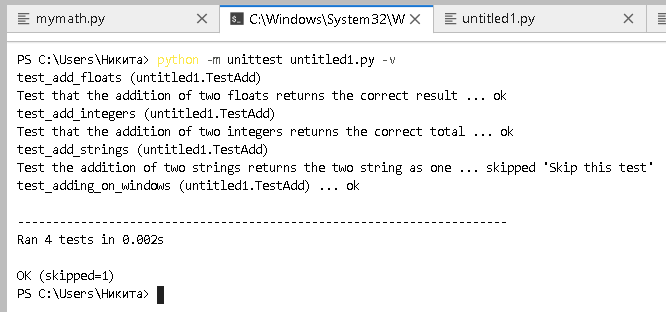 mymath.py
C:\Windows\System32\W
untitled1.py
PS C:\Users\Никита> python -m unittest untitled1.py -v
test_add_floats (untitled1.TestAdd)
Test that the addition of two floats returns the correct result ... ok
test_add_integers (untitled1.TestAdd)
Test that the addition of two integers returns the correct total ... ok
test_add_strings (untitled1.TestAdd)
Test the addition of two strings returns the two string as one ... skipped 'Skip this test'
test_adding_on_windows (untitled1.TestAdd) ... ok
----------------------------------------------------------------------
Ran 4 tests in 0.002s
OK (skipped=1)
PS C:\Users\Никита>